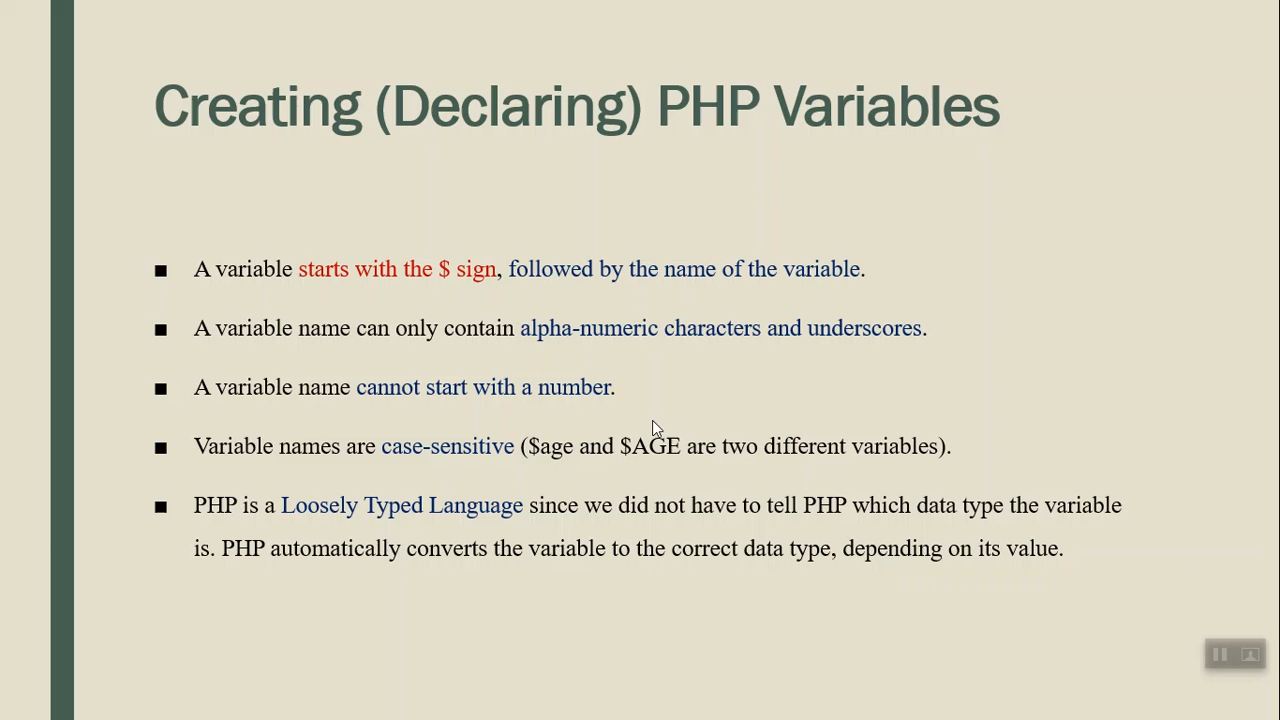 Creating (Declaring) PHP Variables
■ A variable starts with the $ sign, followed by the name of the variable.
■ A variable name can only contain alpha-numeric characters and underscores.
■ A variable name cannot start with a number.
■ Variable names are case-sensitive ($age and $AGE are two different variables).
■ PHP is a Loosely Typed Language since we did not have to tell PHP which data type the variable
is. PHP automatically converts the variable to the correct data type, depending on its value.